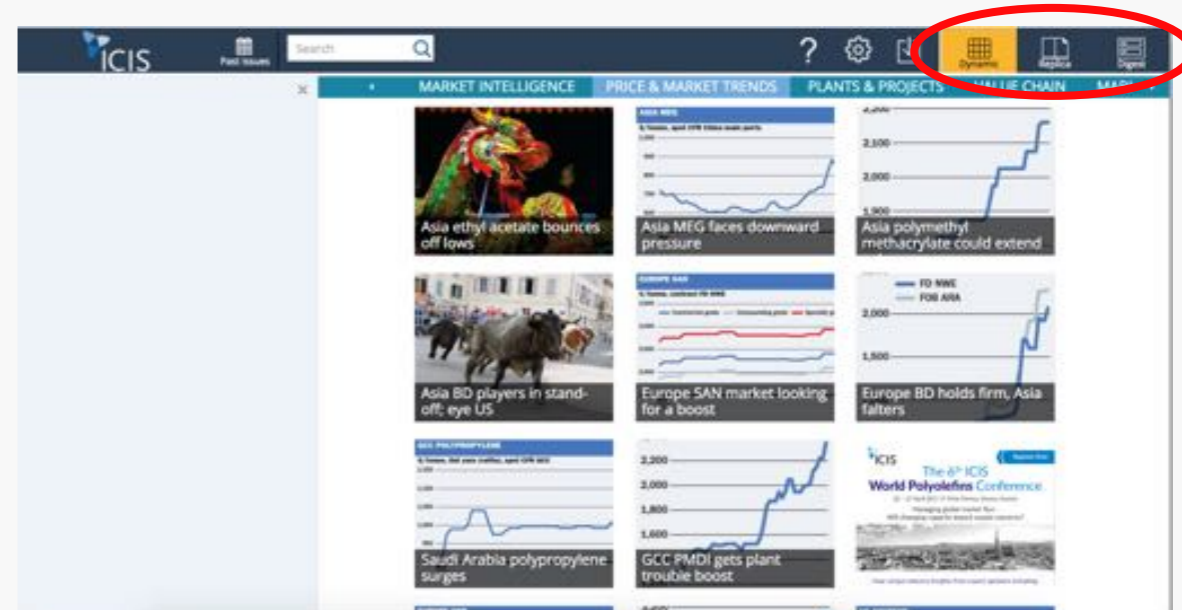 ICIS
Past Issues
Search
?
Dynamic
Replica
Digest
MARKET INTELLIGENCE
PRICE & MARKET TRENDS
PLANTS & PROJECTS
VALUE CHAIN
ASIA MEG
Asia ethyl acetate bounces
off lows
Asia MEG faces downward
pressure
2,100
2,000
1,900
Asia polymethyl
methacrylate could extend
Asia BD players in stand-
off; eye US
EUROPE SAN
Europe SAN market looking
for a boost
FD NWE
FOB ARA
2,000
1,500
Europe BD holds firm, Asia
falters
GCC POLYPROPYLENE
Saudi Arabia polypropylene
surges
2,200
2,000
1,800
1,600
GCC PMDI gets plant
trouble boost
ICIS
The 6th ICIS
World Polyolefins Conference